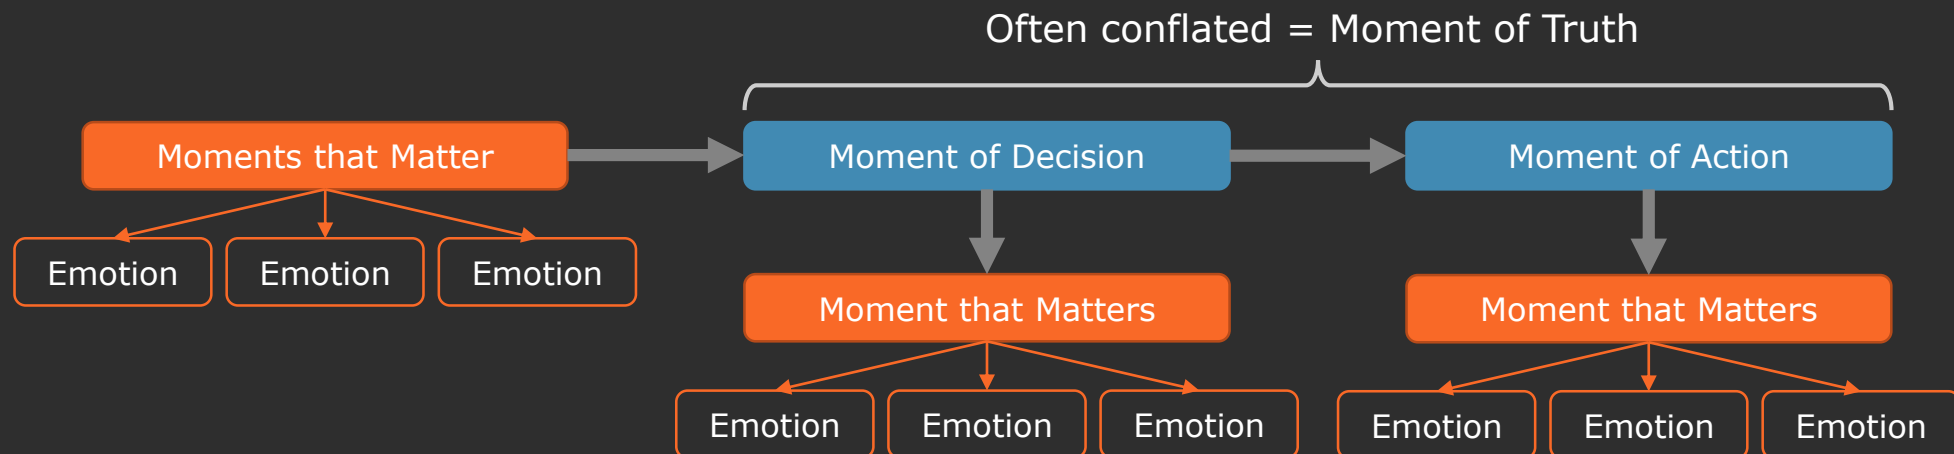 Often conflated = Moment of Truth
Moments that Matter
Moment of Decision
Moment of Action
Emotion
Emotion
Emotion
Moment that Matters
Moment that Matters
Emotion
Emotion
Emotion
Emotion
Emotion
Emotion